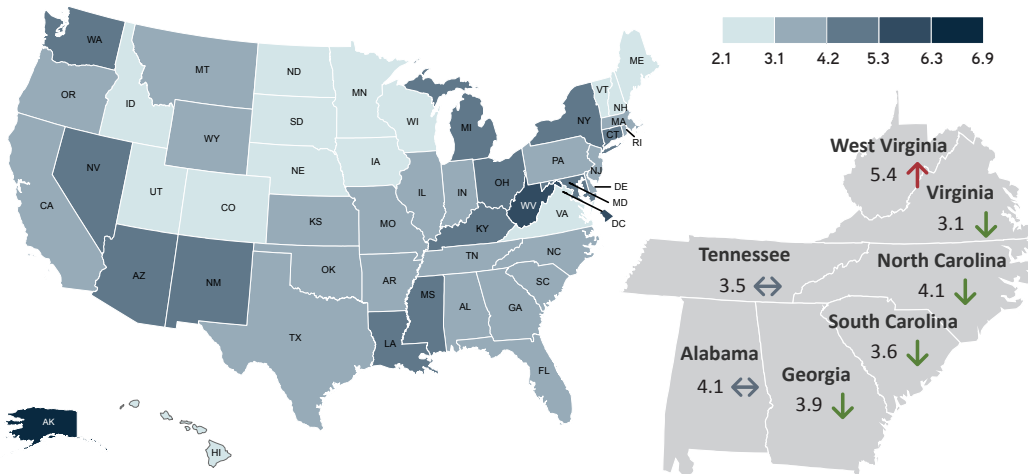 2.1 3.1 4.2 5.3 6.3 6.9
WA
ME
MT
ND
MN
VT
NH
OR
ID
SD
WI
NY
MA
CT
RI
WY
MI
IA
PA
NJ
NE
NV
OH
DE
IL
IN
MD
UT
CO
WV
VA
DC
CA
KS
MO
KY
NC
TN
AZ
NM
OK
AR
SC
MS
AL
GA
TX
LA
FL
AK
HI
West Virginia
5.4
Virginia
3.1
Tennessee
3.5
North Carolina
4.1
South Carolina
3.6
Alabama
4.1
Georgia
3.9